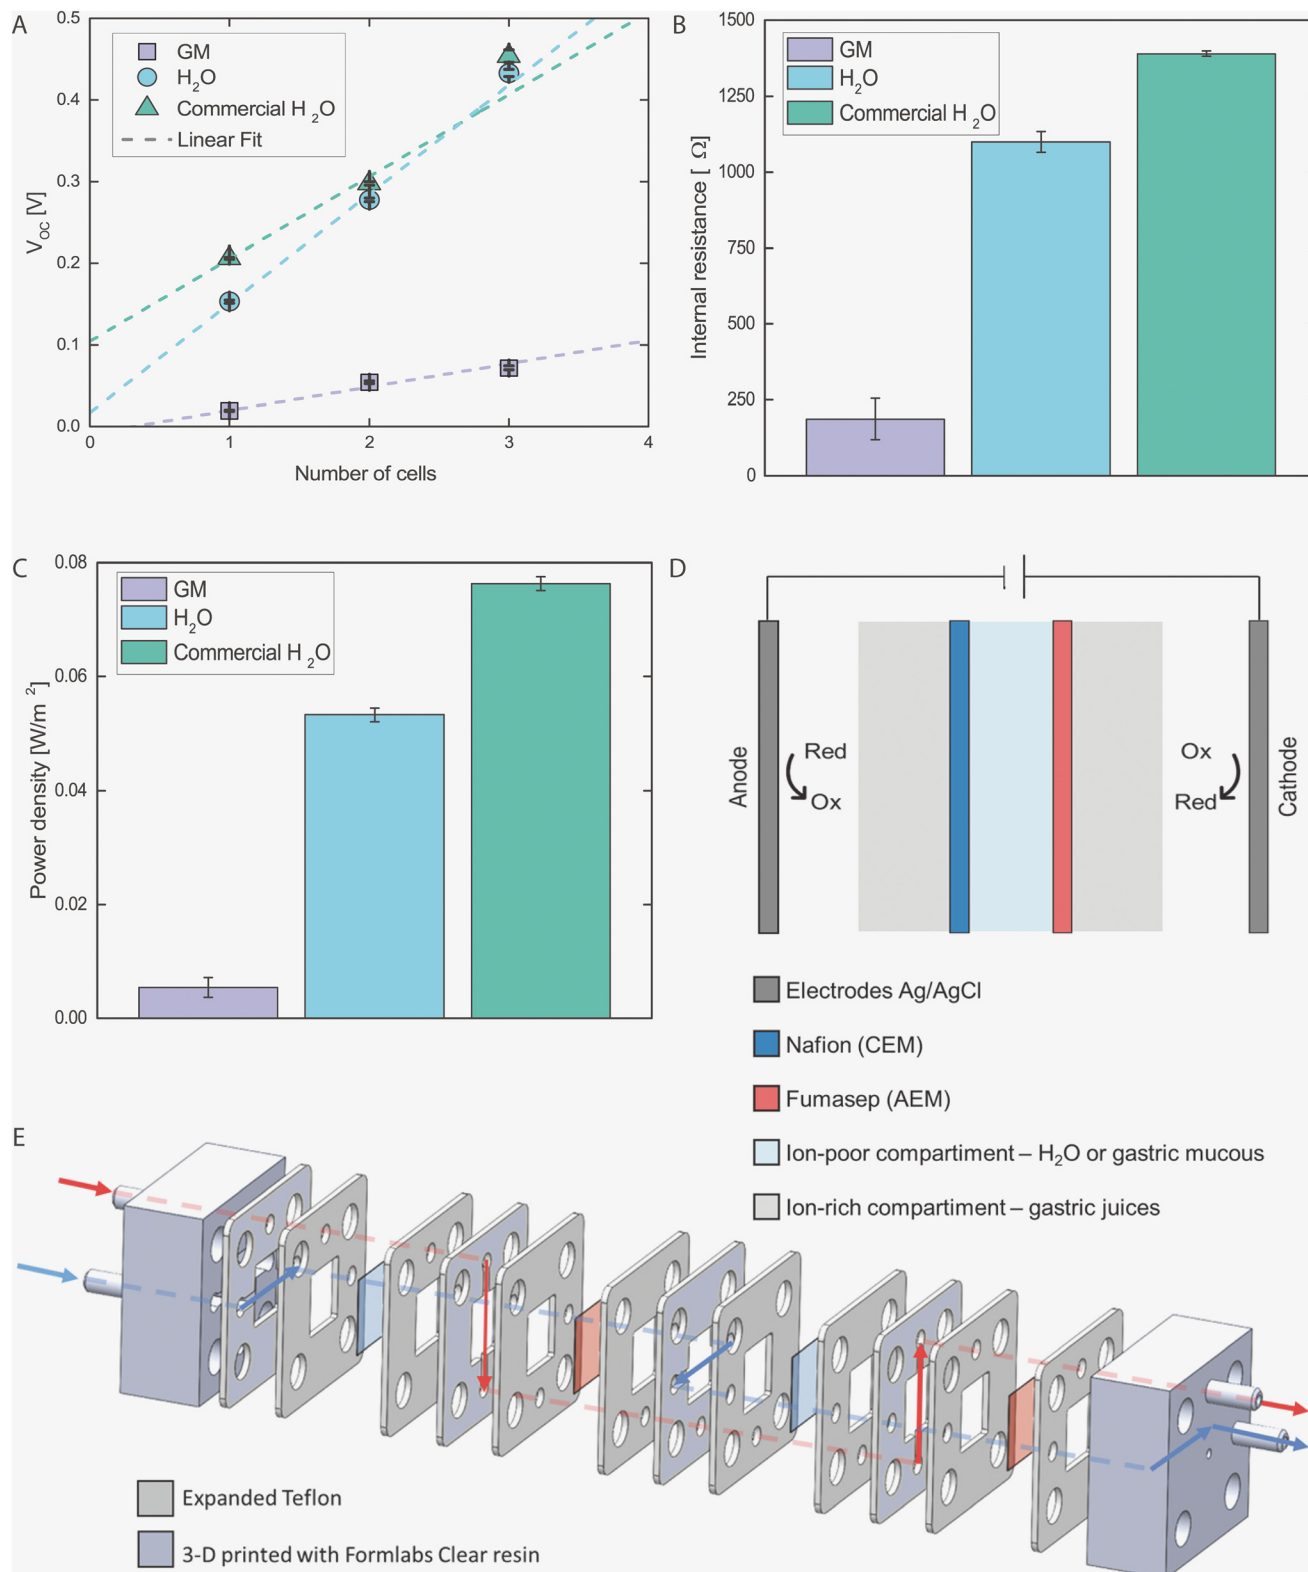 A
0.5
0.4
0.3
0.2
0.1
0.0
V_OC [V]
GM
H2O
Commercial H2O
Linear Fit
0 1 2 3 4
Number of cells
B
1500
1250
1000
750
500
250
0
Internal resistance [ Ω]
GM
H2O
Commercial H2O
C
0.08
0.06
0.04
0.02
0.00
Power density [W/m2]
GM
H2O
Commercial H2O
D
Anode
Red
Ox
Ox
Red
Cathode
Electrodes Ag/AgCl
Nafion (CEM)
Fumasep (AEM)
Ion-poor compartiment – H2O or gastric mucous
Ion-rich compartiment – gastric juices
E
Expanded Teflon
3-D printed with Formlabs Clear resin